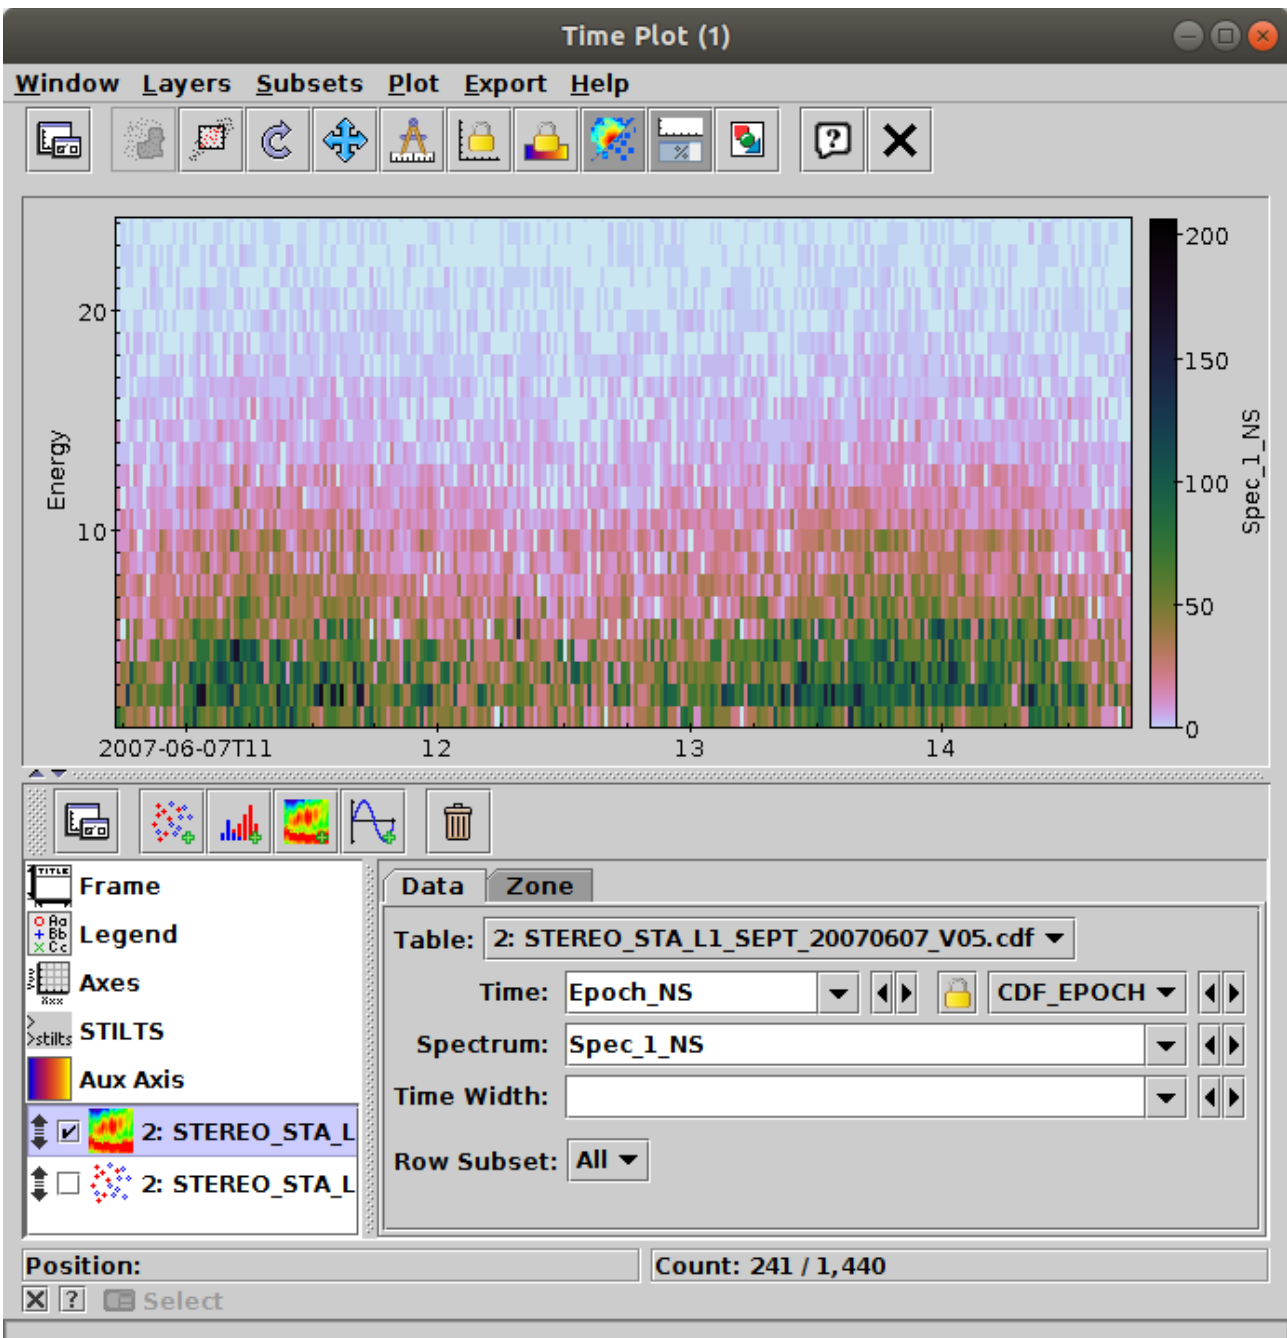 Time Plot (1)
Window Layers Subsets Plot Export Help
200
150
100
50
0
Spec_1_NS
20
10
Energy
2007-06-07T11 12 13 14
Frame
Legend
Axes
STILTS
Aux Axis
2: STEREO_STA_L
2: STEREO_STA_L
Data Zone
Table: 2: STEREO_STA_L1_SEPT_20070607_V05.cdf
Time: Epoch_NS CDF_EPOCH
Spectrum: Spec_1_NS
Time Width:
Row Subset: All
Position: Count: 241 / 1,440
Select